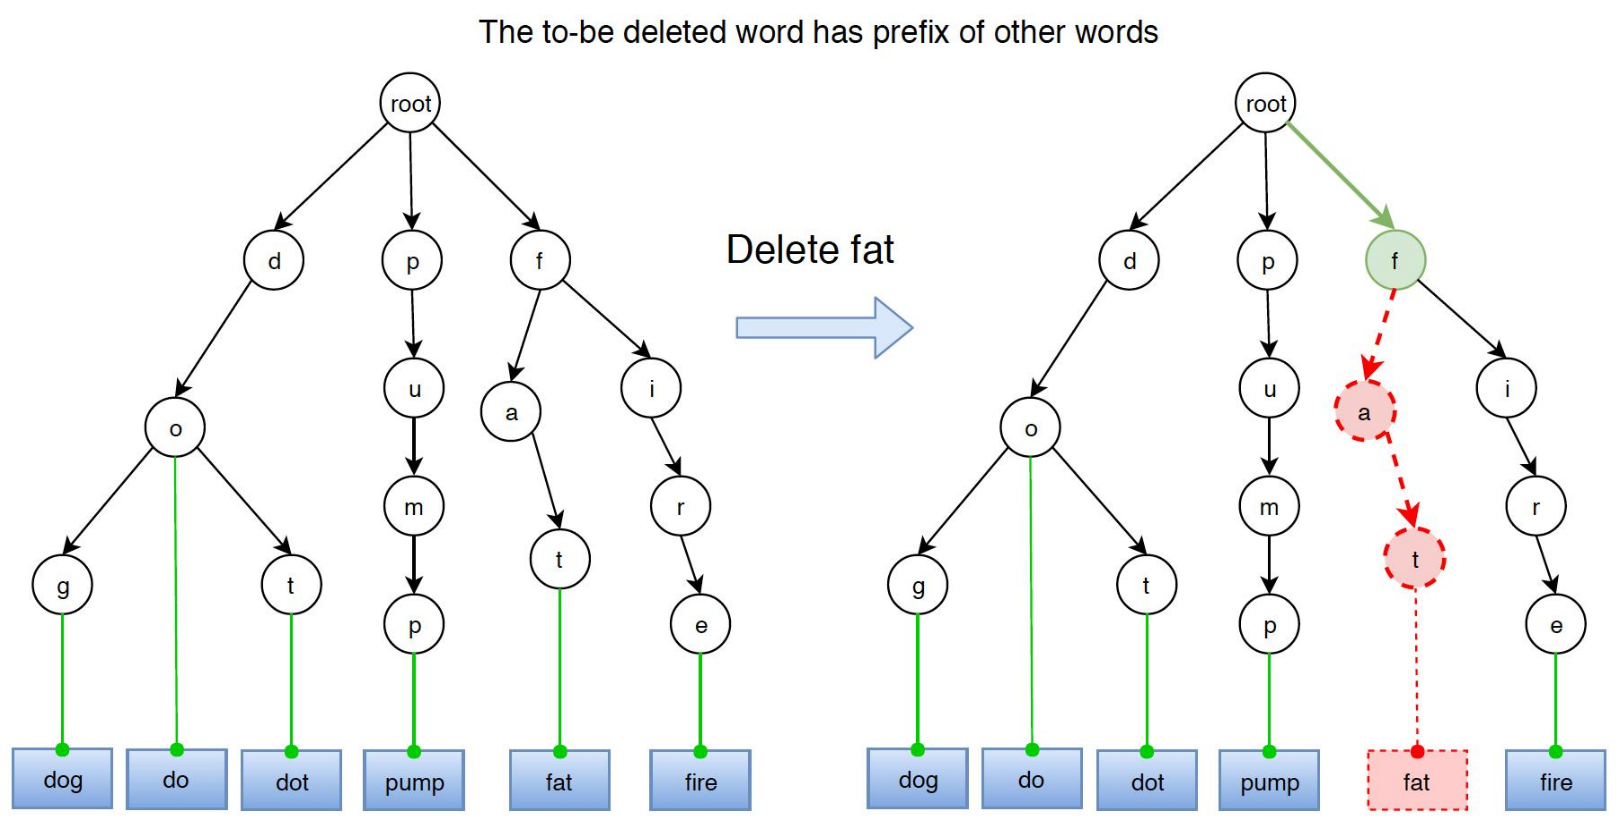 The to-be deleted word has prefix of other words
root
root
Delete fat
d
p
f
d
p
f
u
a
i
u
a
i
o
m
r
o
m
r
g
t
p
t
e
g
t
p
t
e
dog
do
dot
pump
fat
fire
dog
do
dot
pump
fat
fire